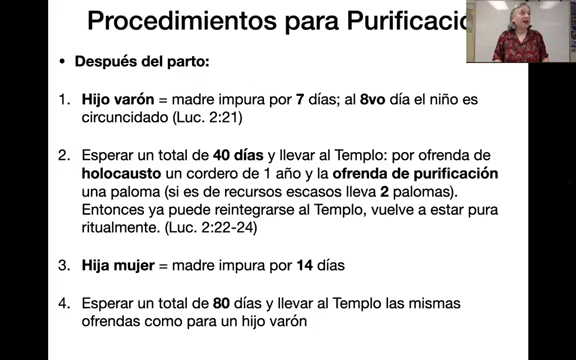 Procedimientos para Purificació
• Después del parto:
1. Hijo varón = madre impura por 7 días; al 8vo día el niño es
circuncidado (Luc. 2:21)
2. Esperar un total de 40 días y llevar al Templo: por ofrenda de
holocausto un cordero de 1 año y la ofrenda de purificación
una paloma (si es de recursos escasos lleva 2 palomas).
Entonces ya puede reintegrarse al Templo, vuelve a estar pura
ritualmente. (Luc. 2:22-24)
3. Hija mujer = madre impura por 14 días
4. Esperar un total de 80 días y llevar al Templo las mismas
ofrendas como para un hijo varón